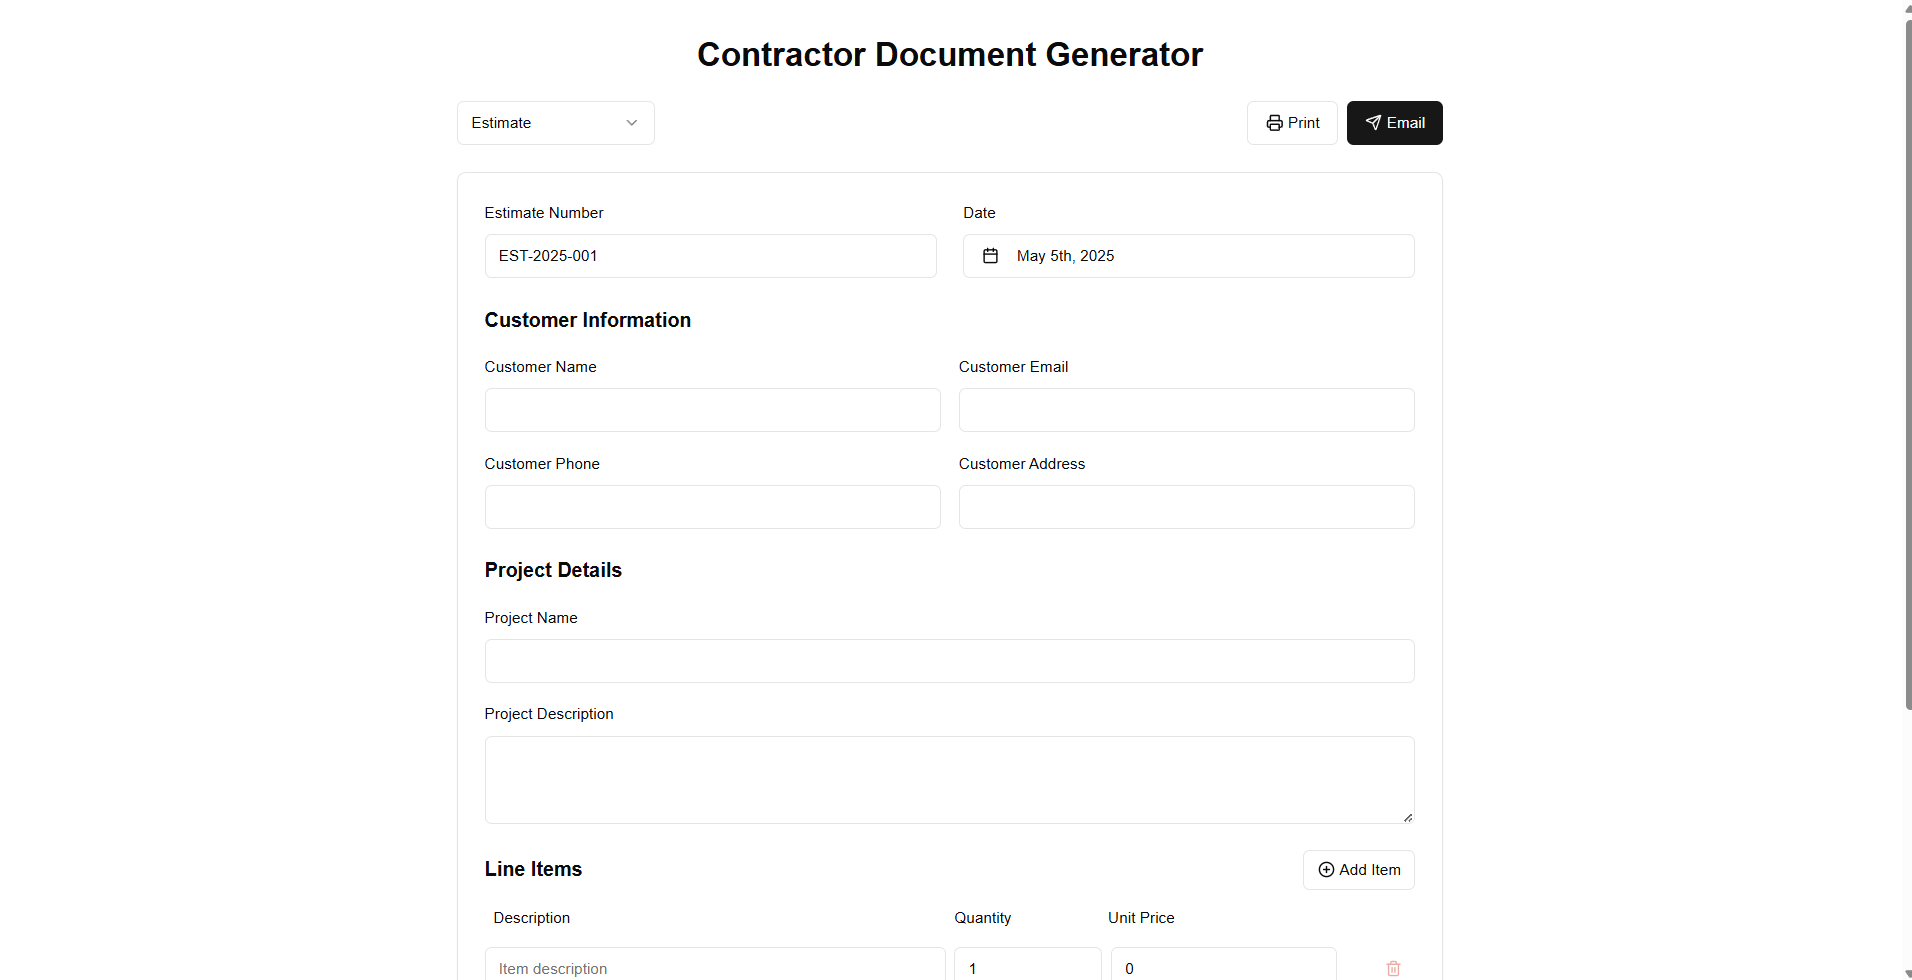 Contractor Document Generator
Estimate
Print
Email
Estimate Number
Date
EST-2025-001
May 5th, 2025
Customer Information
Customer Name
Customer Email
Customer Phone
Customer Address
Project Details
Project Name
Project Description
Line Items
Add Item
Description
Quantity
Unit Price
Item description
1
0